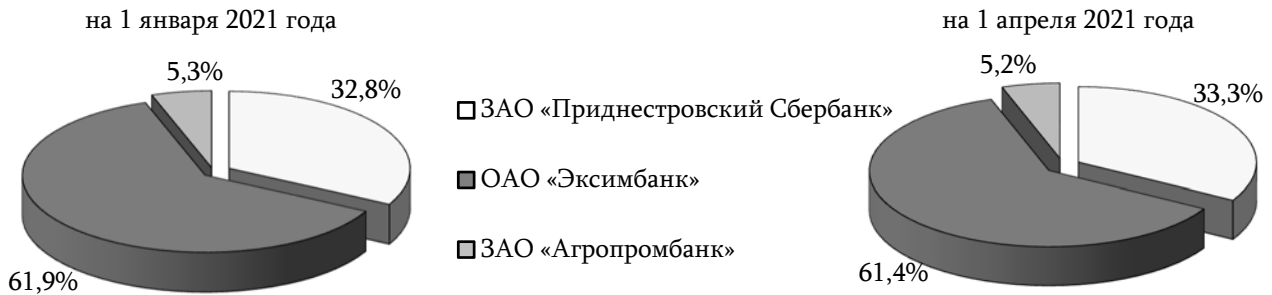 на 1 января 2021 года
5,3%
32,8%
61,9%
ЗАО «Приднестровский Сбербанк»
ОАО «Эксимбанк»
ЗАО «Агропромбанк»
на 1 апреля 2021 года
5,2%
33,3%
61,4%